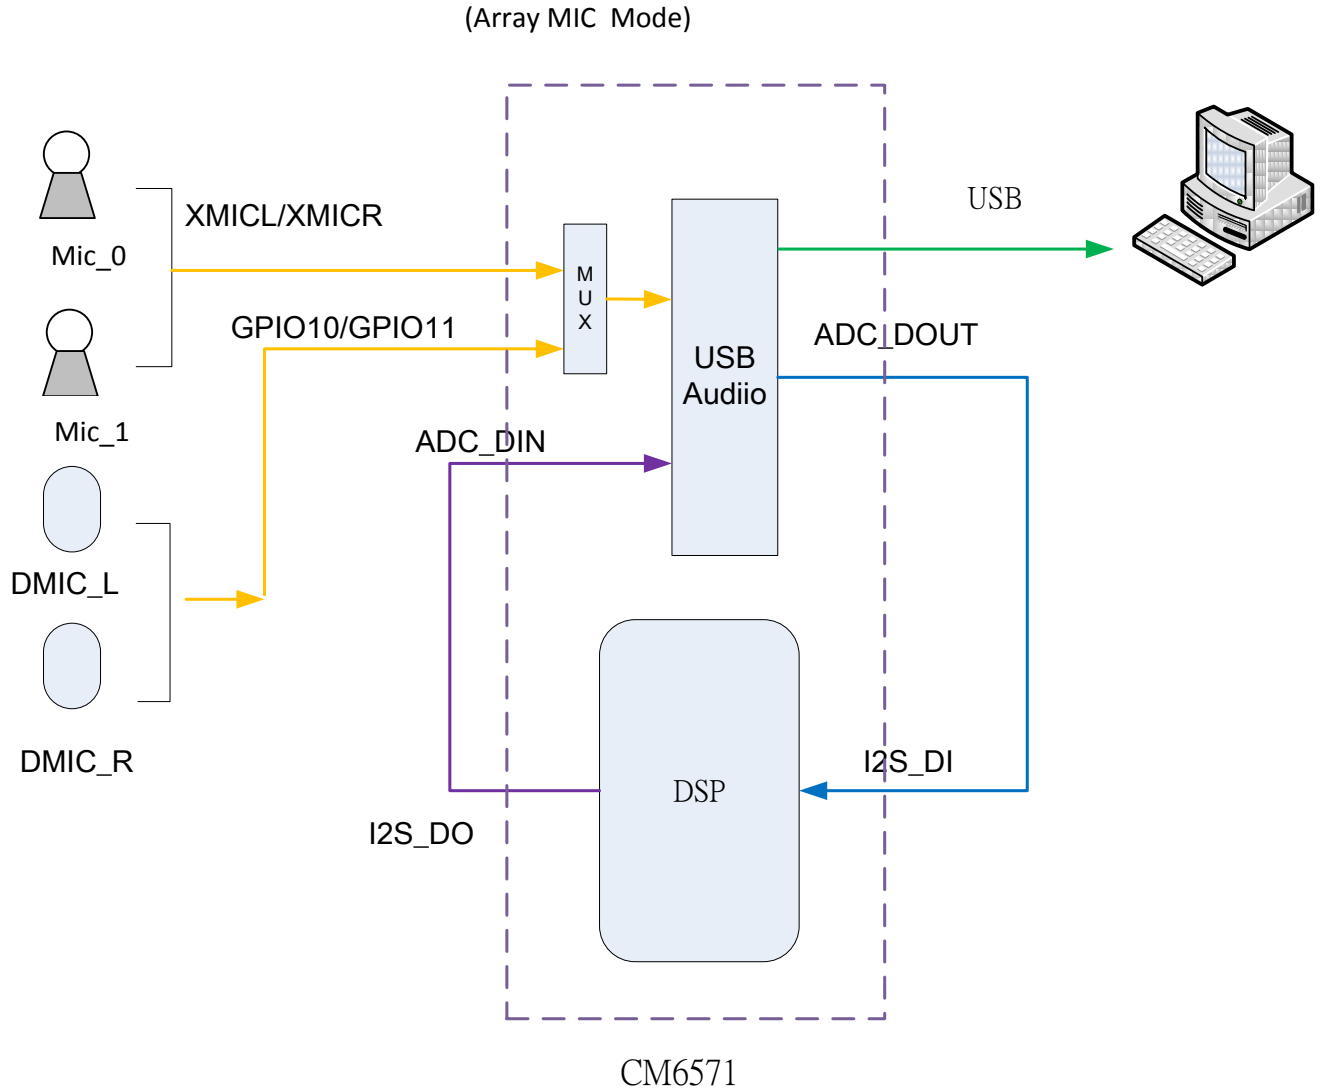 (Array MIC  Mode)
XMICL/XMICR
USB
Mic_0
M
U
X
GPIO10/GPIO11
ADC_DOUT
USB
Audiio
Mic_1
ADC_DIN
DMIC_L
DMIC_R
DSP
I2S_DI
I2S_DO
CM6571